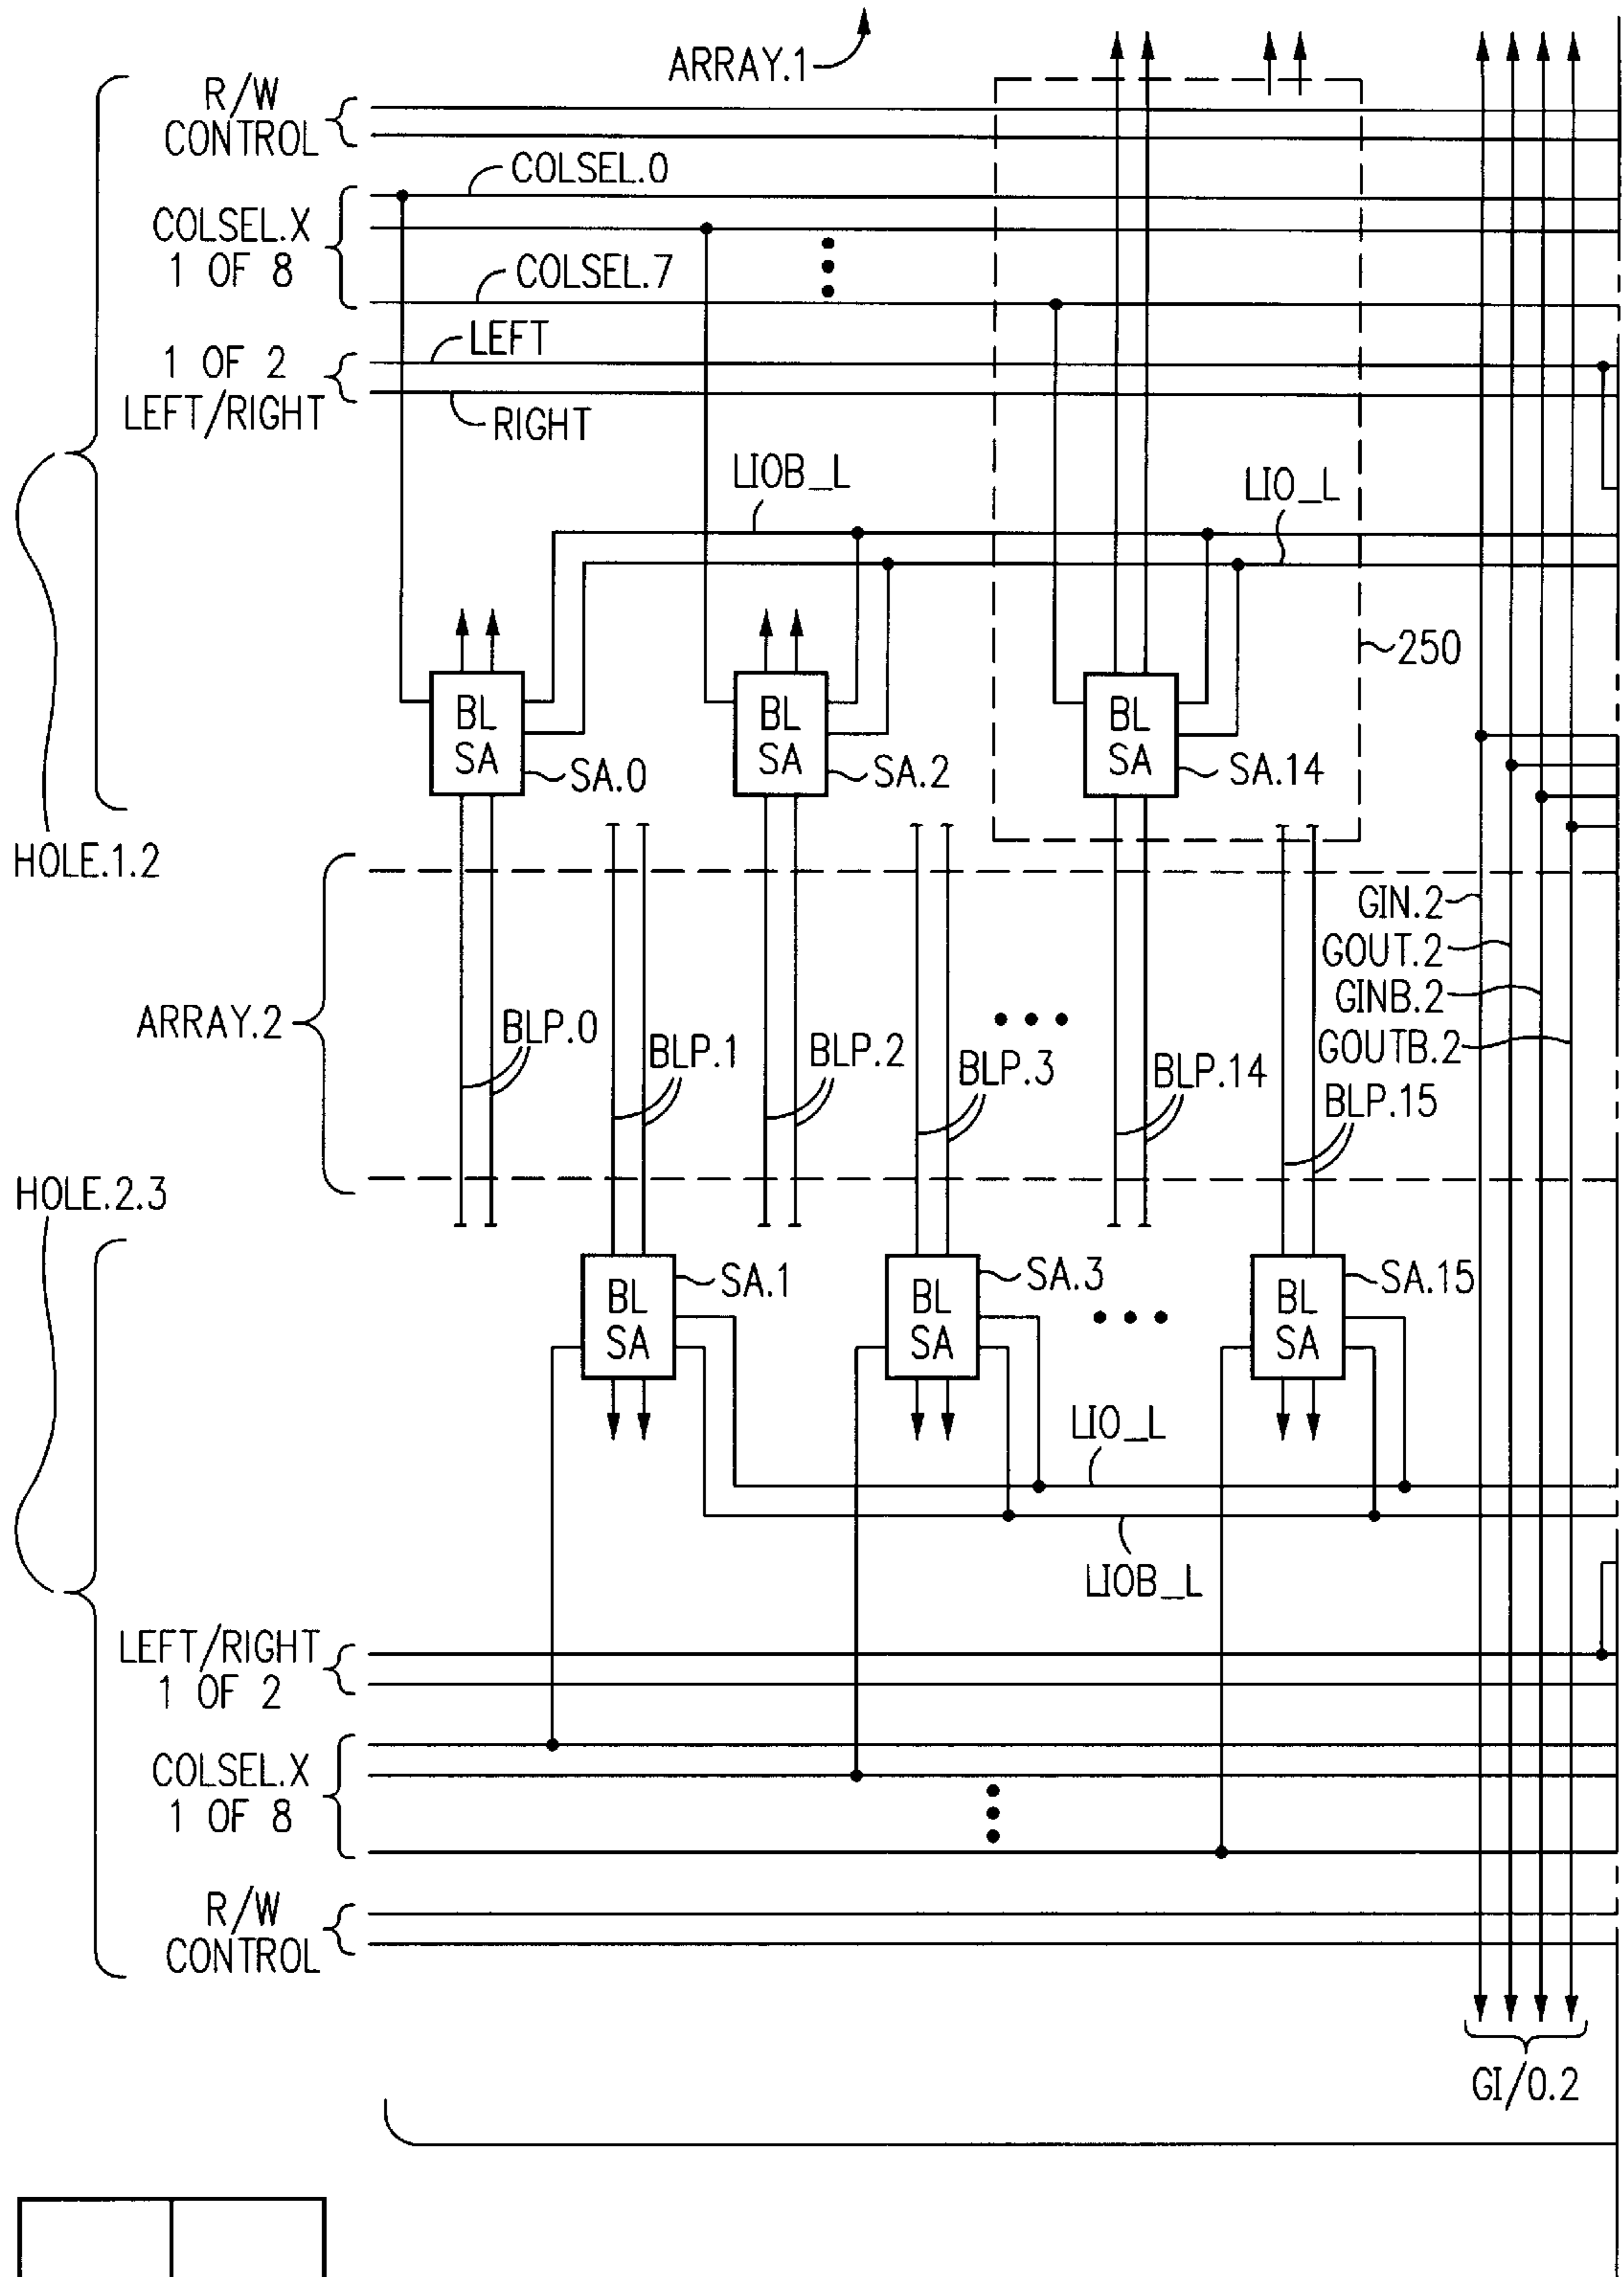 ARRAY.1
R/W
CONTROL
COLSEL.0
COLSEL.X
1 OF 8
COLSEL.7
1 OF 2
LEFT/RIGHT
LEFT
RIGHT
LIOB_L
LIO_L
250
BL
SA
SA.0
BL
SA
SA.2
BL
SA
SA.14
HOLE.1.2
GIN.2
GOUT.2
GINB.2
GOUTB.2
ARRAY.2
BLP.0
BLP.1
BLP.2
BLP.3
BLP.14
BLP.15
HOLE.2.3
BL
SA
SA.1
BL
SA
SA.3
BL
SA
SA.15
LIO_L
LIOB_L
LEFT/RIGHT
1 OF 2
COLSEL.X
1 OF 8
R/W
CONTROL
GI/O.2